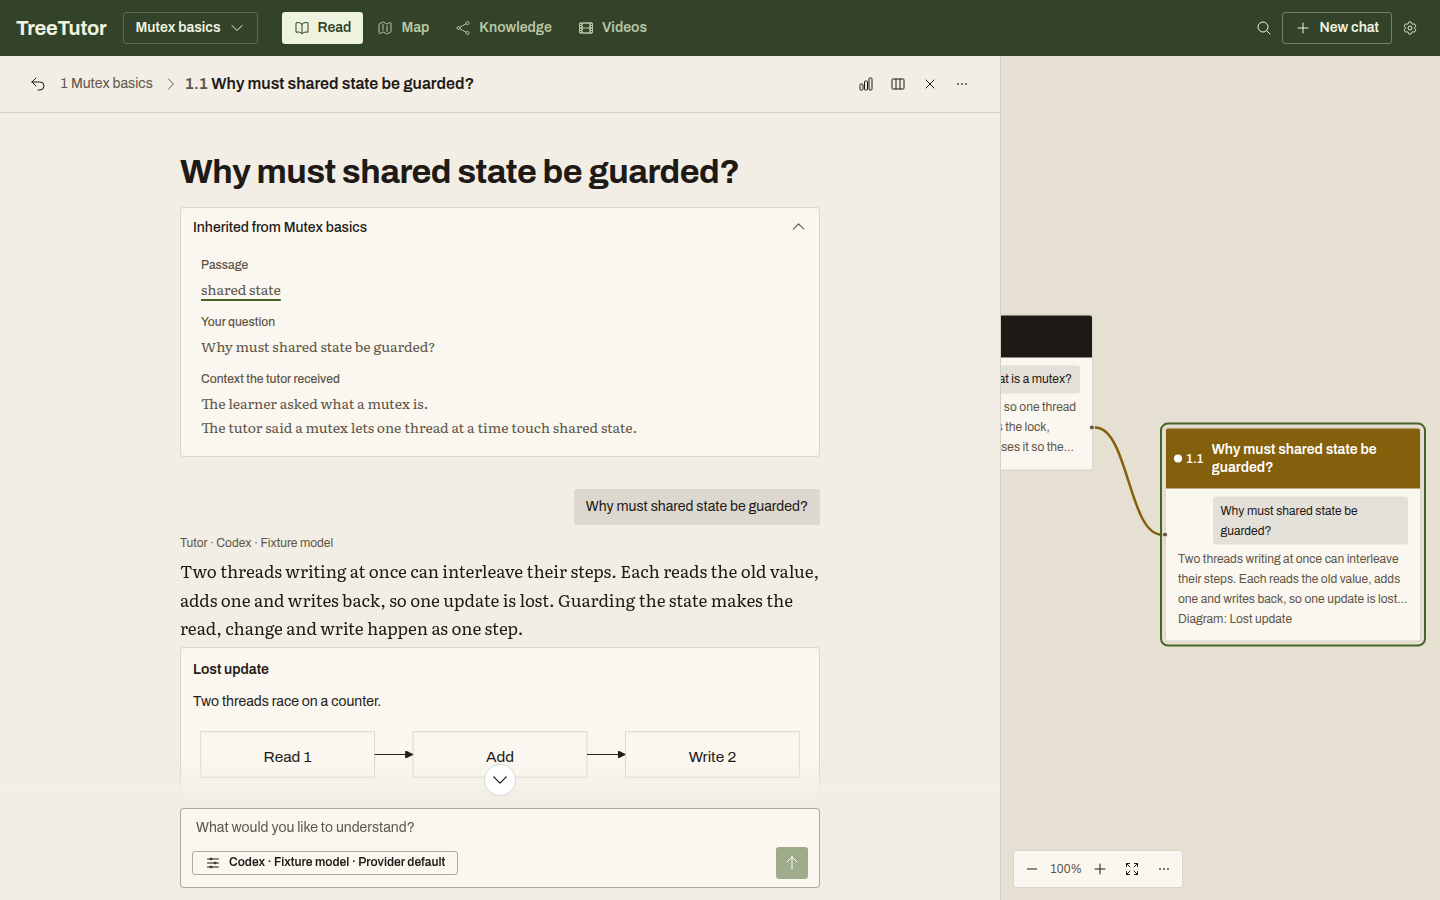 TreeTutor
Mutex basics
Read
Map
Knowledge
Videos
New chat
1 Mutex basics
1.1 Why must shared state be guarded?
Why must shared state be guarded?
Inherited from Mutex basics
Passage
shared state
Your question
Why must shared state be guarded?
Context the tutor received
The learner asked what a mutex is.
The tutor said a mutex lets one thread at a time touch shared state.
Why must shared state be guarded?
Tutor · Codex · Fixture model
Two threads writing at once can interleave their steps. Each reads the old value,
adds one and writes back, so one update is lost. Guarding the state makes the
read, change and write happen as one step.
Lost update
Two threads race on a counter.
Read 1
Add
Write 2
What would you like to understand?
Codex · Fixture model · Provider default
at is a mutex?
so one thread
s the lock,
ses it so the...
1.1
Why must shared state be
guarded?
Why must shared state be
guarded?
Two threads writing at once can interleave
their steps. Each reads the old value, adds
one and writes back, so one update is lost...
Diagram: Lost update
100%